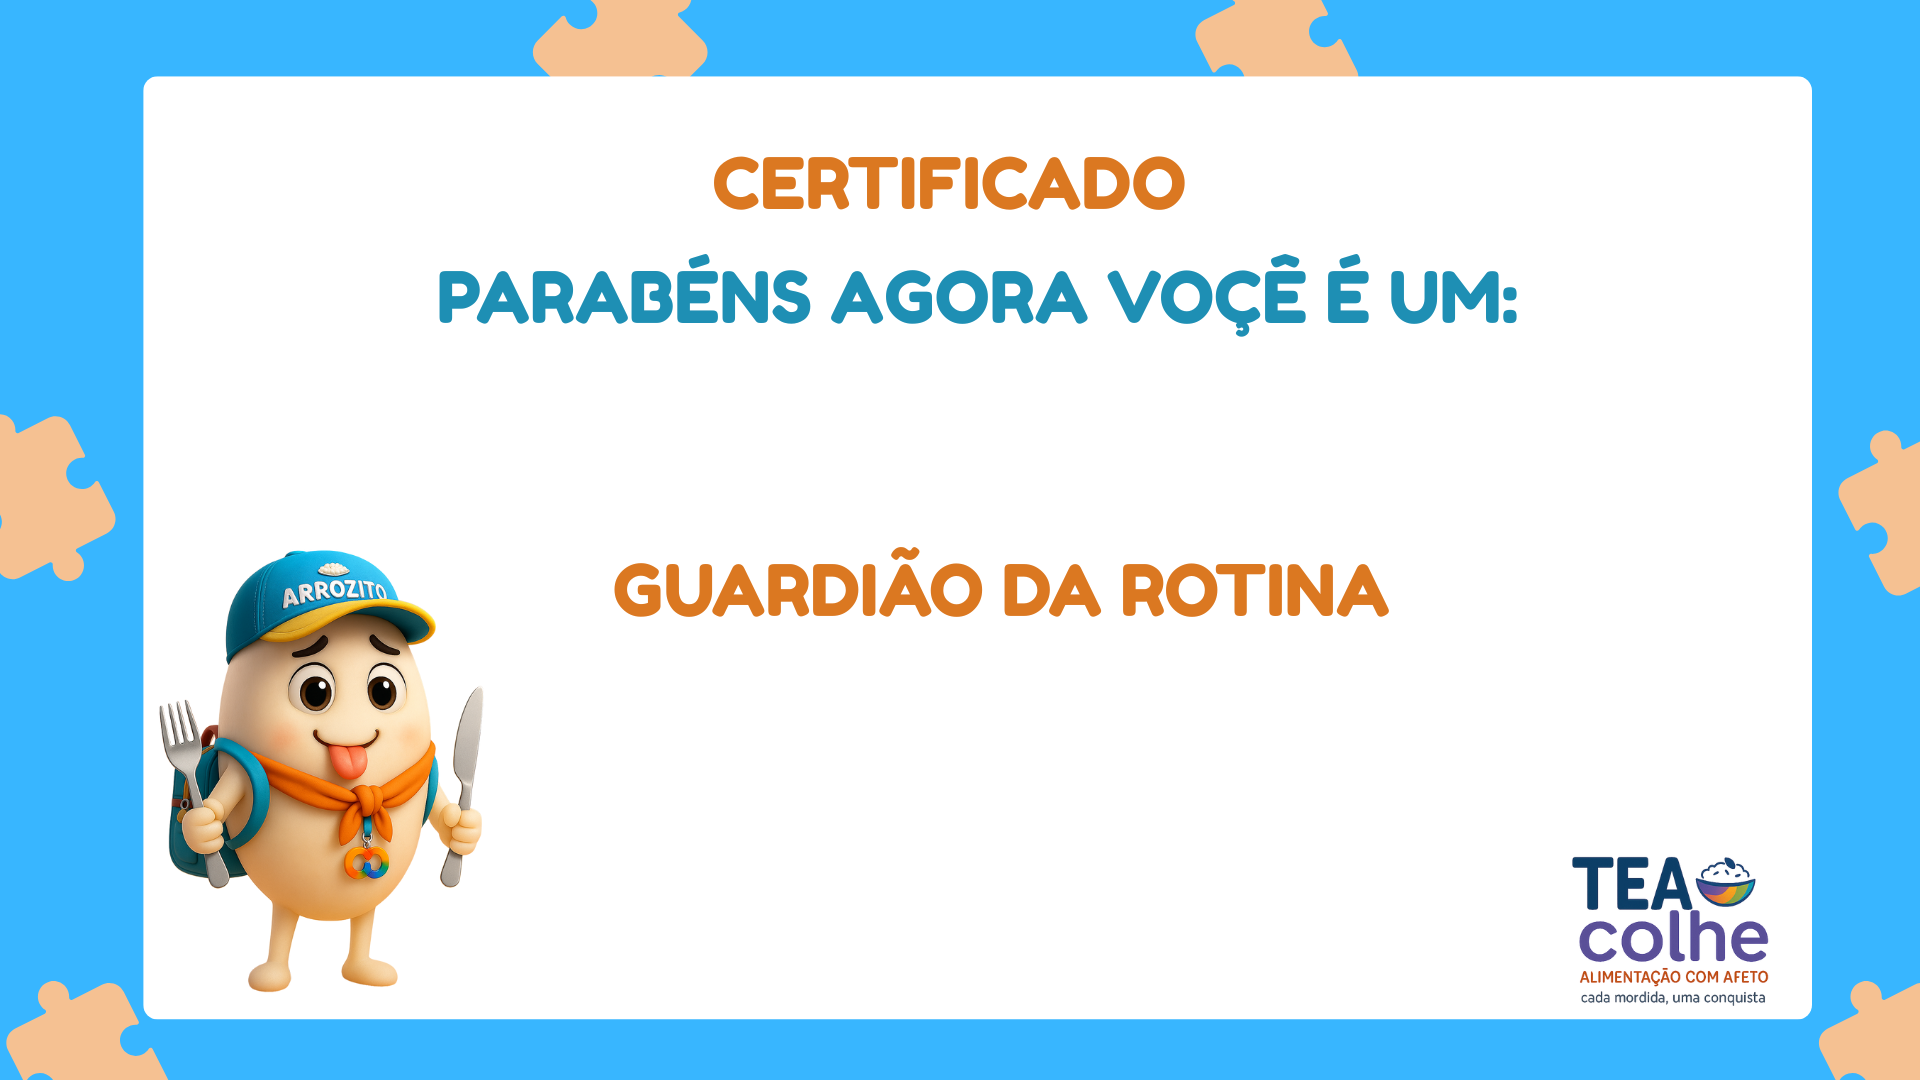 CERTIFICADO
PARABÉNS AGORA VOÇÊ É UM:
GUARDIÃO DA ROTINA
ARROZITO
TEA
colhe
ALIMENTAÇÃO COM AFETO
cada mordida, uma conquista